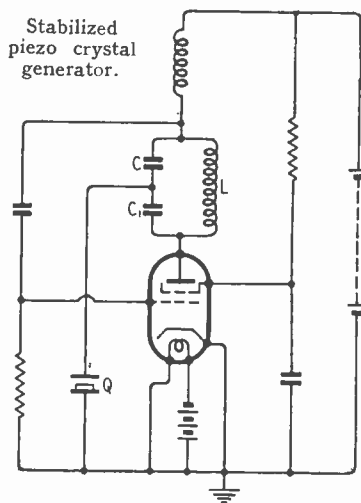 Stabilized
piezo crystal
generator.
C
L
C₁
Q